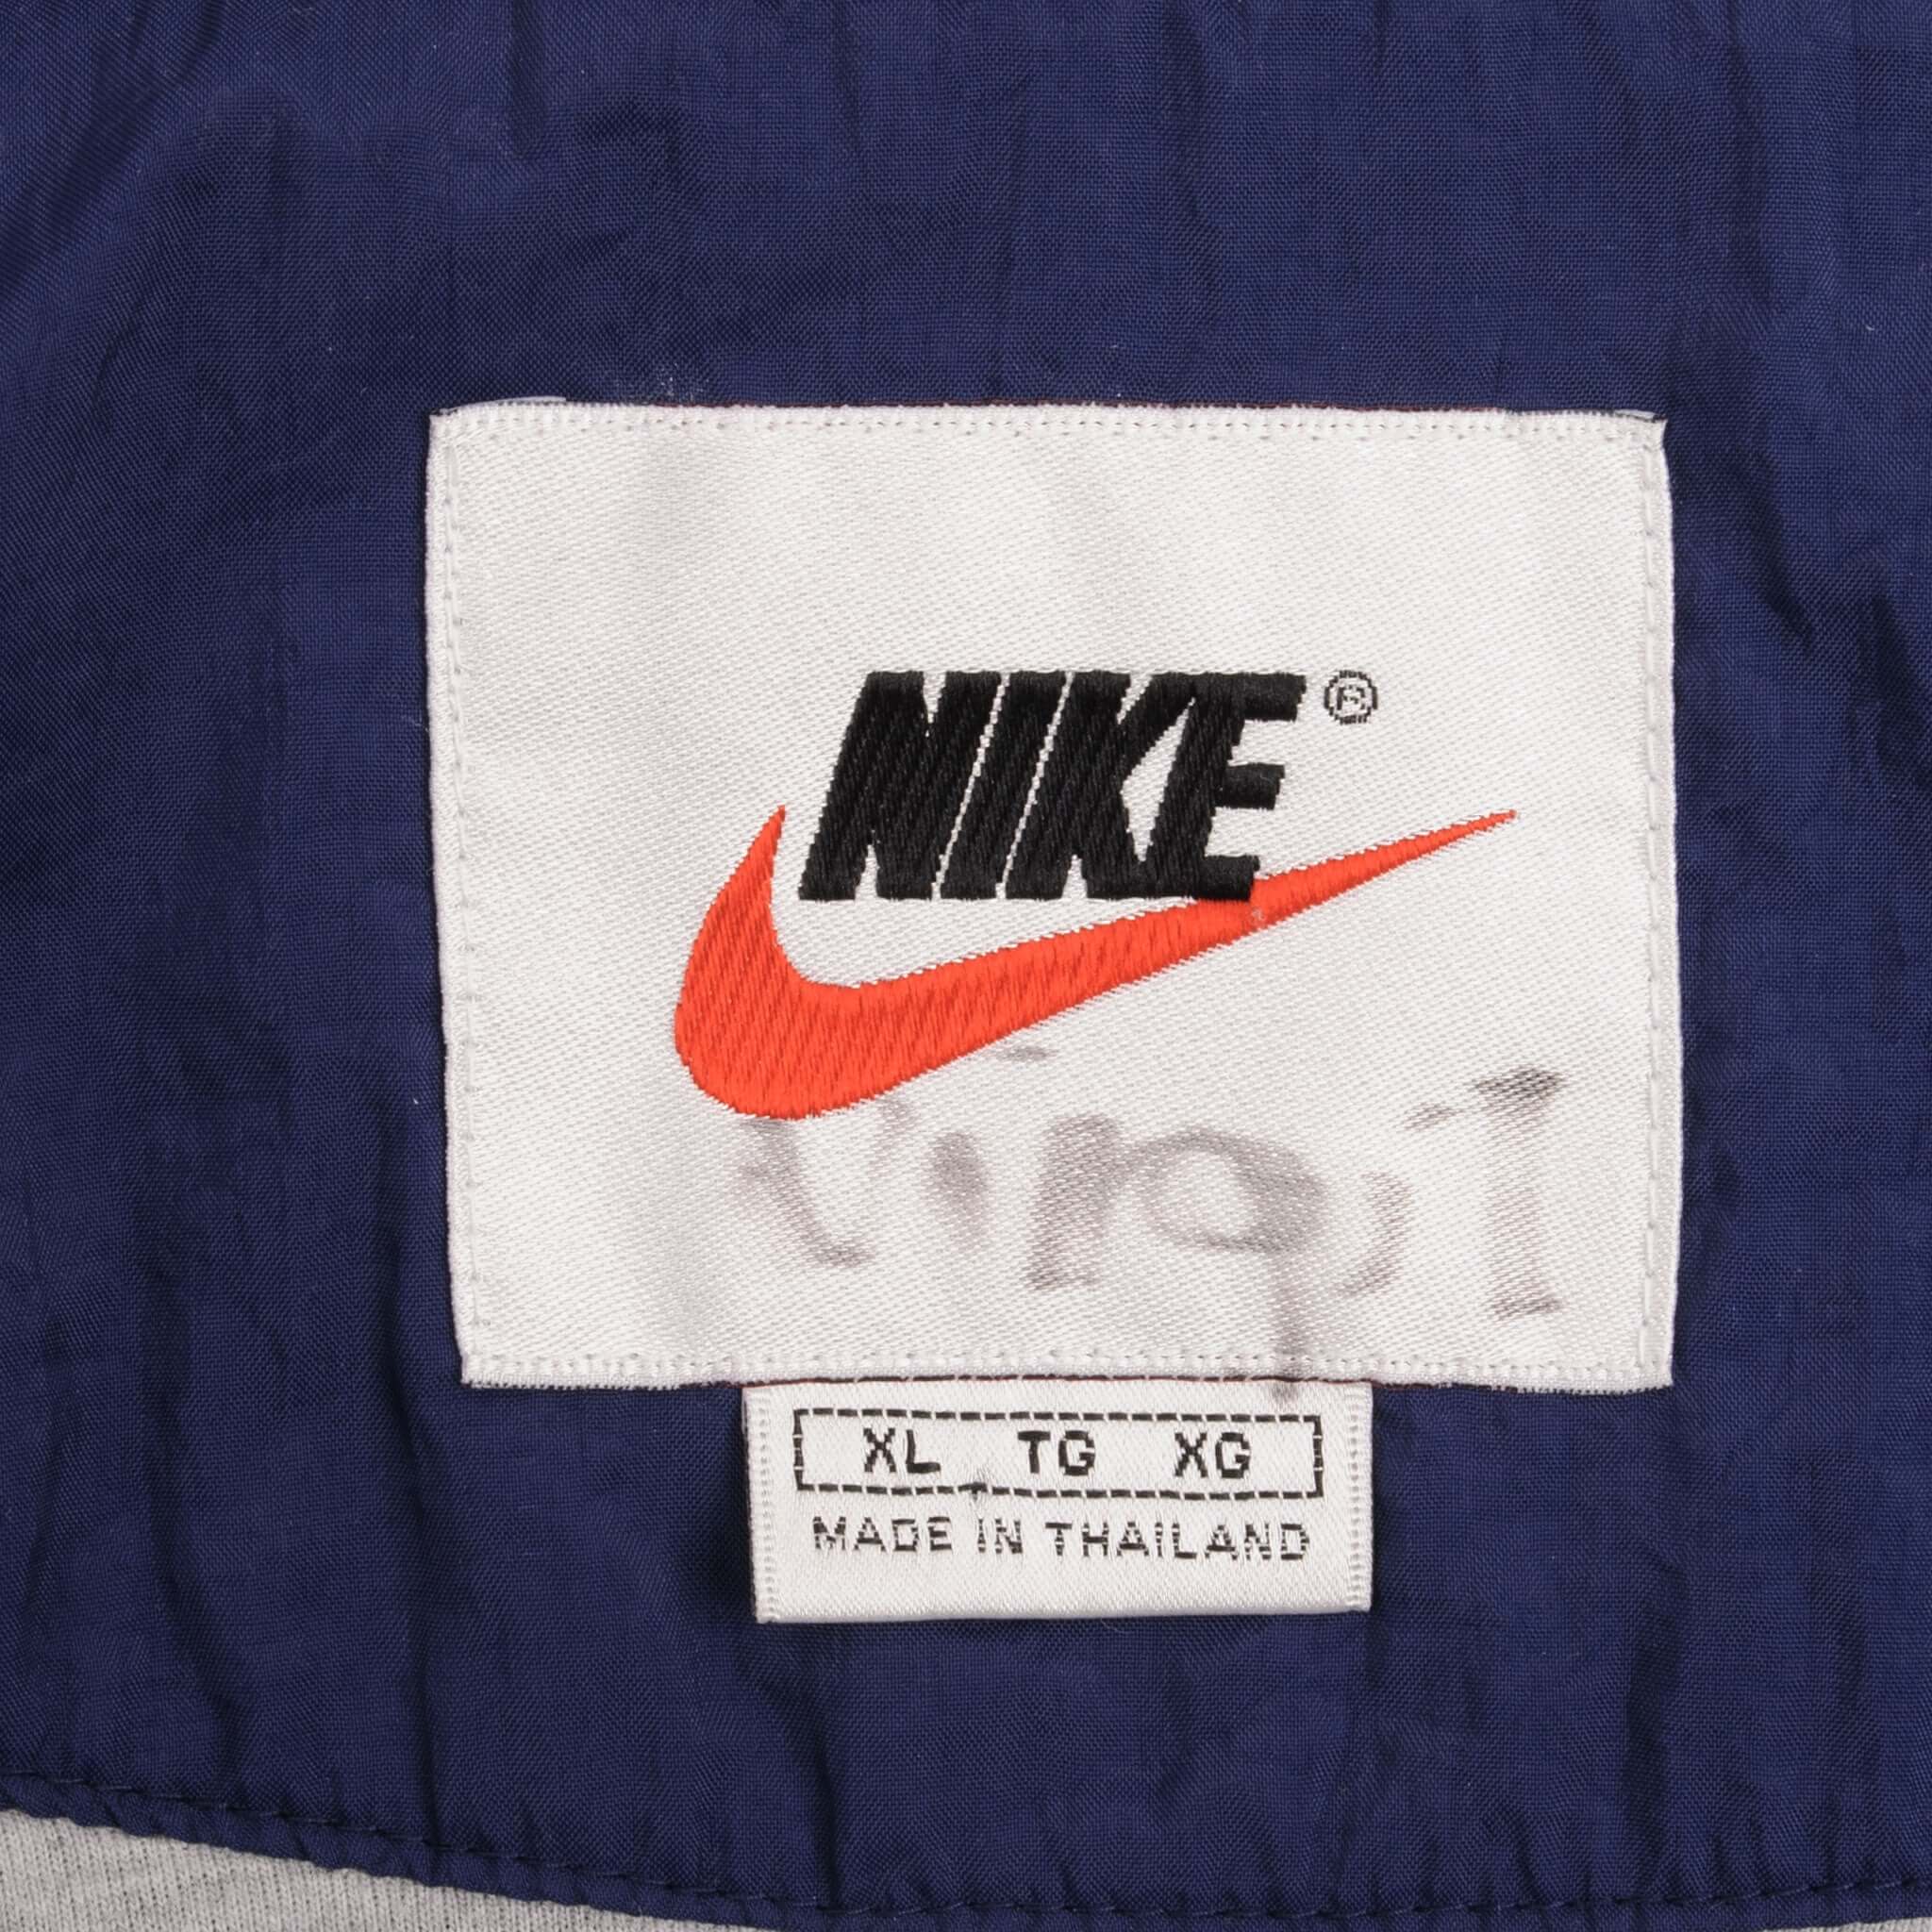 NIKE®
XL TG XG
MADE IN THAILAND